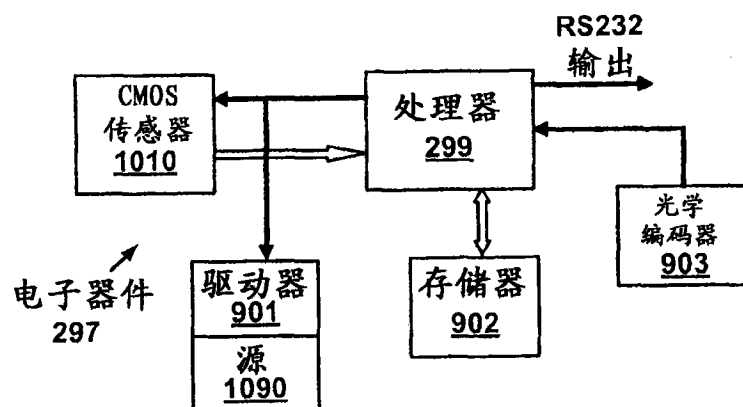 RS232
输出
CMOS
传感器
1010
处理器
299
光学
编码器
903
电子器件
297
驱动器
901
源
1090
存储器
902